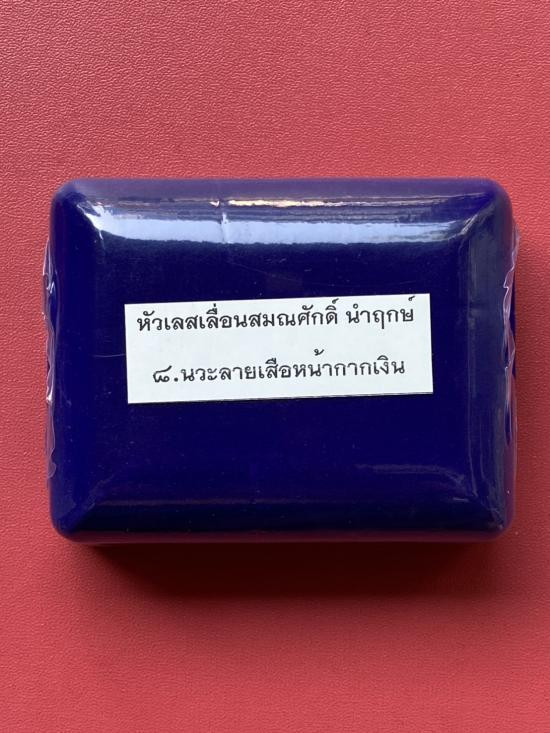 หัวเลสเลื่อนสมณศักดิ์ นำฤกษ์
๘.นวะลายเสือหน้ากากเงิน